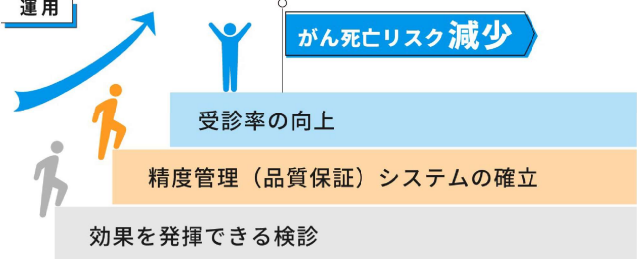 運用
がん死亡リスク減少
受診率の向上
精度管理（品質保証）システムの確立
効果を発揮できる検診